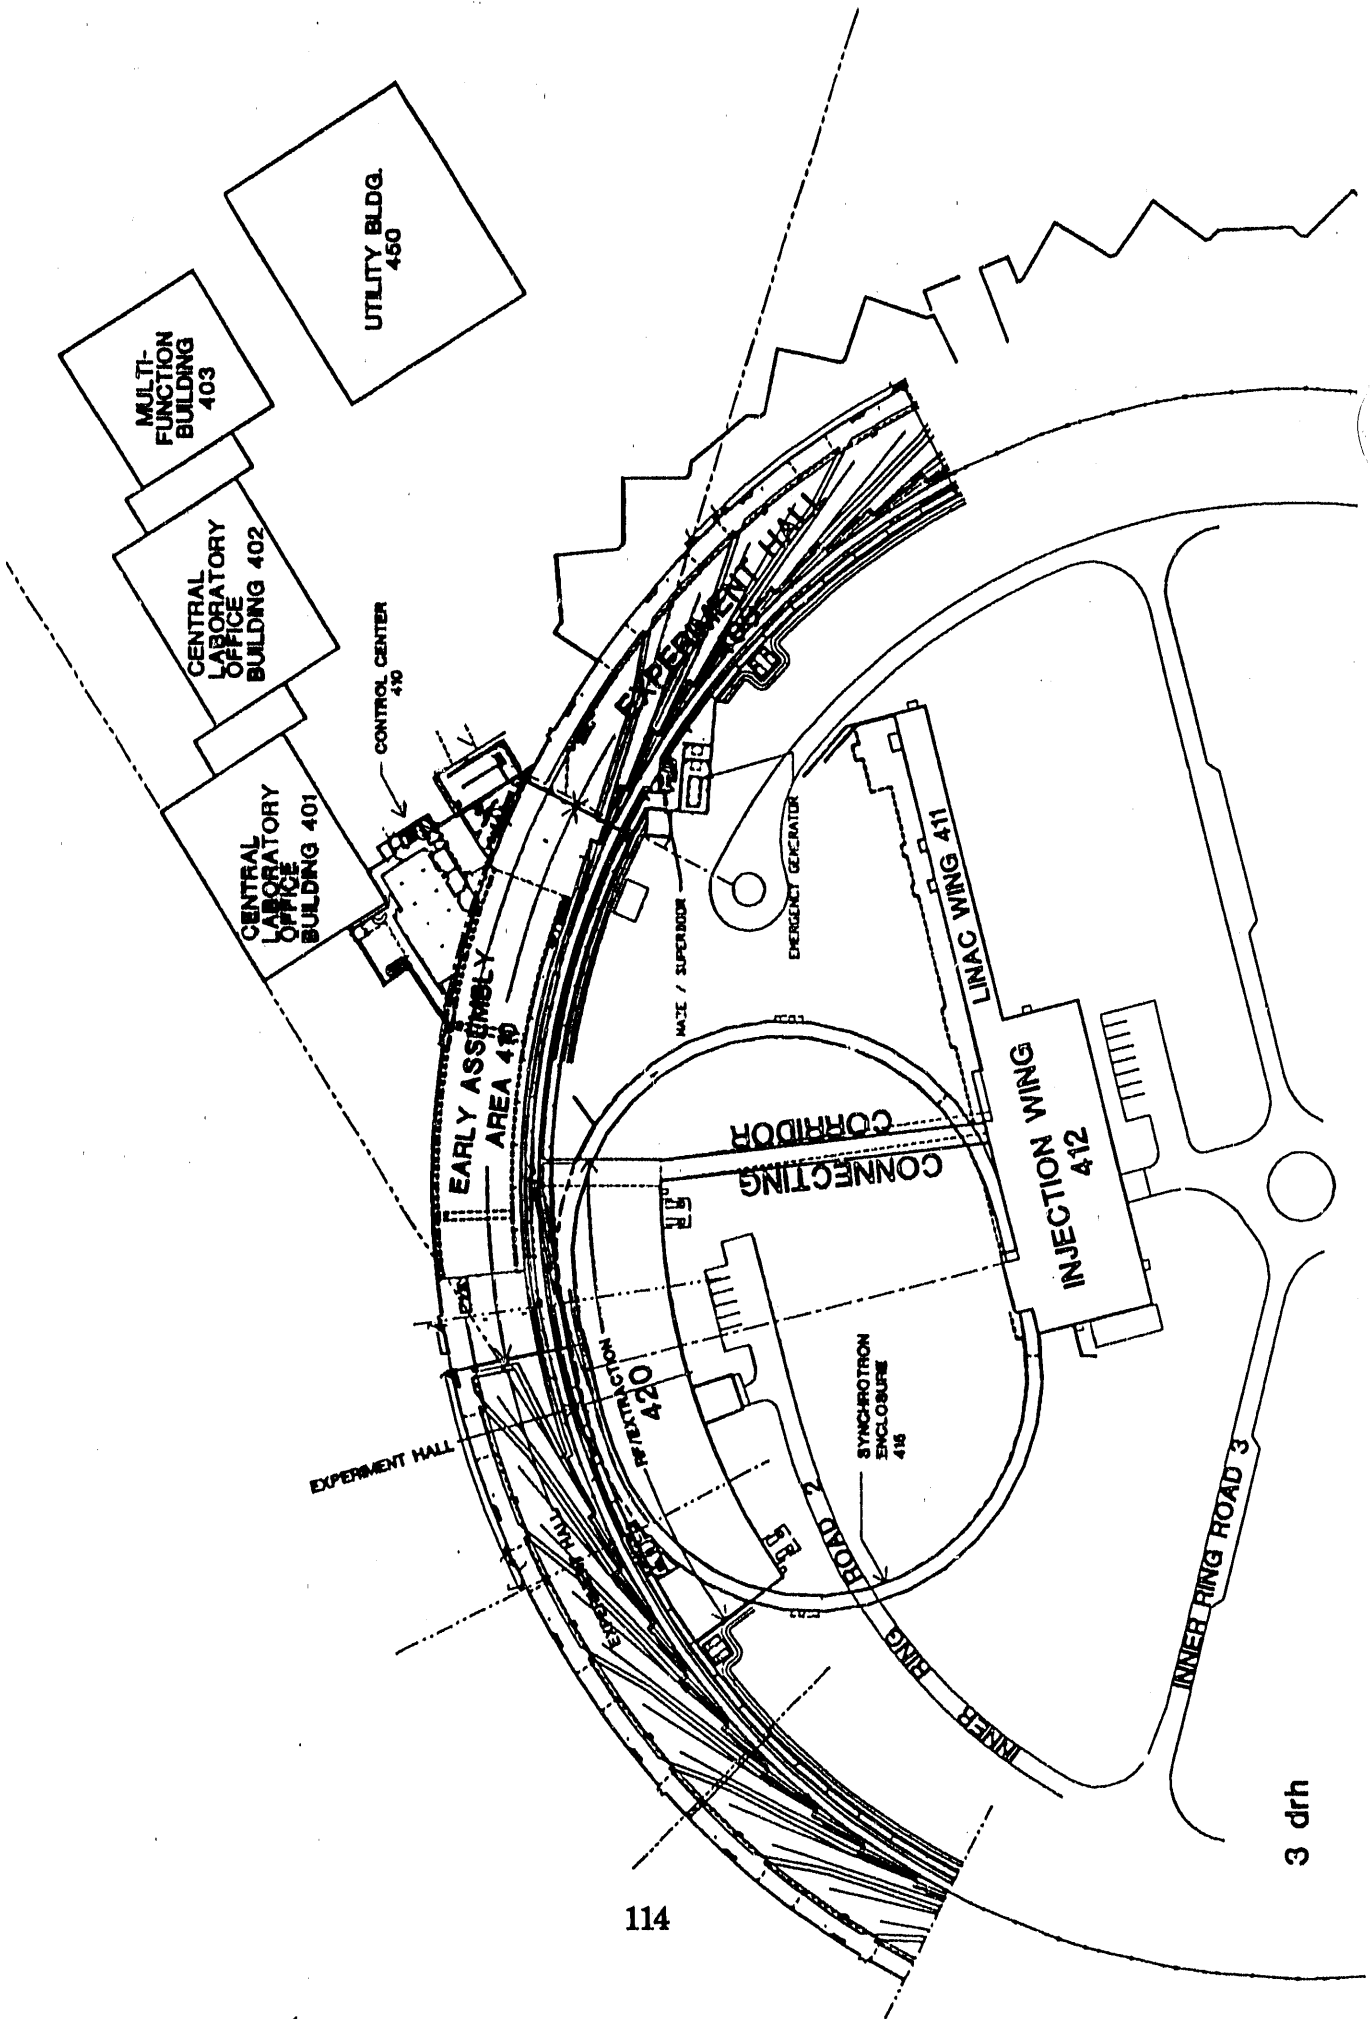 UTILITY BLDG.
450
MULTI-
FUNCTION
BUILDING
403
CENTRAL
LABORATORY
OFFICE
BUILDING 402
CENTRAL
LABORATORY
OFFICE
BUILDING 401
CONTROL CENTER
410
EXPERIMENT HALL
EARLY ASSEMBLY
AREA 410
EMERGENCY GENERATOR
LINAC WING 411
INJECTION WING
412
CONNECTING
CORRIDOR
RF/EXTRACTION
420
EXPERIMENT HALL
EXPERIMENT HALL
SYNCHROTRON
ENCLOSURE
415
INNER RING ROAD 2
INNER RING ROAD 3
114
3 drh